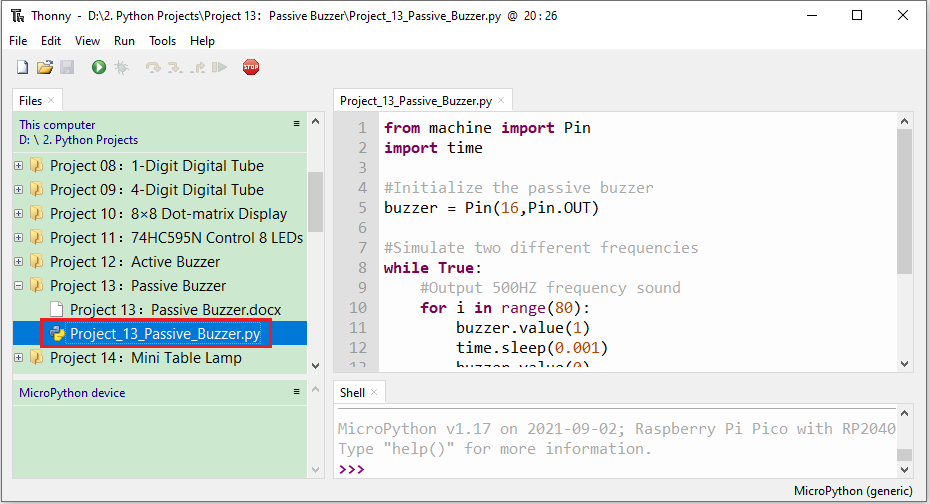 Thonny - D:\2. Python Projects\Project 13：Passive Buzzer\Project_13_Passive_Buzzer.py @ 20 : 26
File Edit View Run Tools Help
STOP
Files ×
This computer
D: \ 2. Python Projects
Project 08：1-Digit Digital Tube
Project 09：4-Digit Digital Tube
Project 10：8×8 Dot-matrix Display
Project 11：74HC595N Control 8 LEDs
Project 12：Active Buzzer
Project 13：Passive Buzzer
Project 13：Passive Buzzer.docx
Project_13_Passive_Buzzer.py
Project 14：Mini Table Lamp
MicroPython device
Project_13_Passive_Buzzer.py ×
1 from machine import Pin
2 import time
3
4 #Initialize the passive buzzer
5 buzzer = Pin(16,Pin.OUT)
6
7 #Simulate two different frequencies
8 while True:
9 #Output 500HZ frequency sound
10 for i in range(80):
11 buzzer.value(1)
12 time.sleep(0.001)
13 buzzer.value(0)
Shell ×
MicroPython v1.17 on 2021-09-02; Raspberry Pi Pico with RP2040
Type "help()" for more information.
>>>
MicroPython (generic)